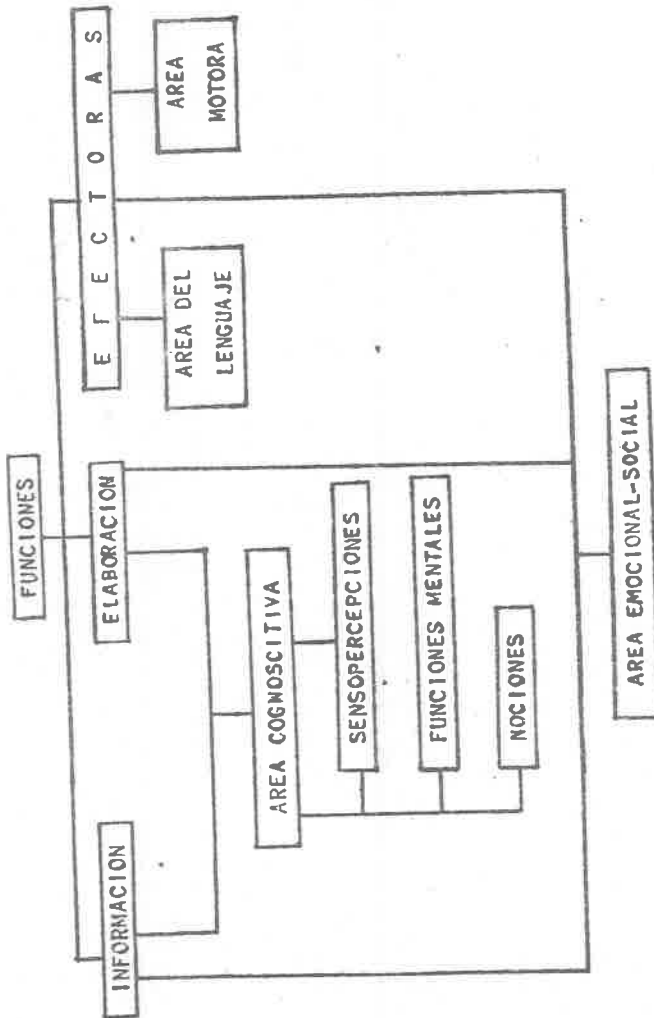 FUNCIONES
INFORMACION
ELABORACION
EFECTORAS
AREA COGNOSCITIVA
SENSOPERCEPCIONES
FUNCIONES MENTALES
NOCIONES
AREA DEL
LENGUAJE
AREA
MOTORA
AREA EMOCIONAL-SOCIAL